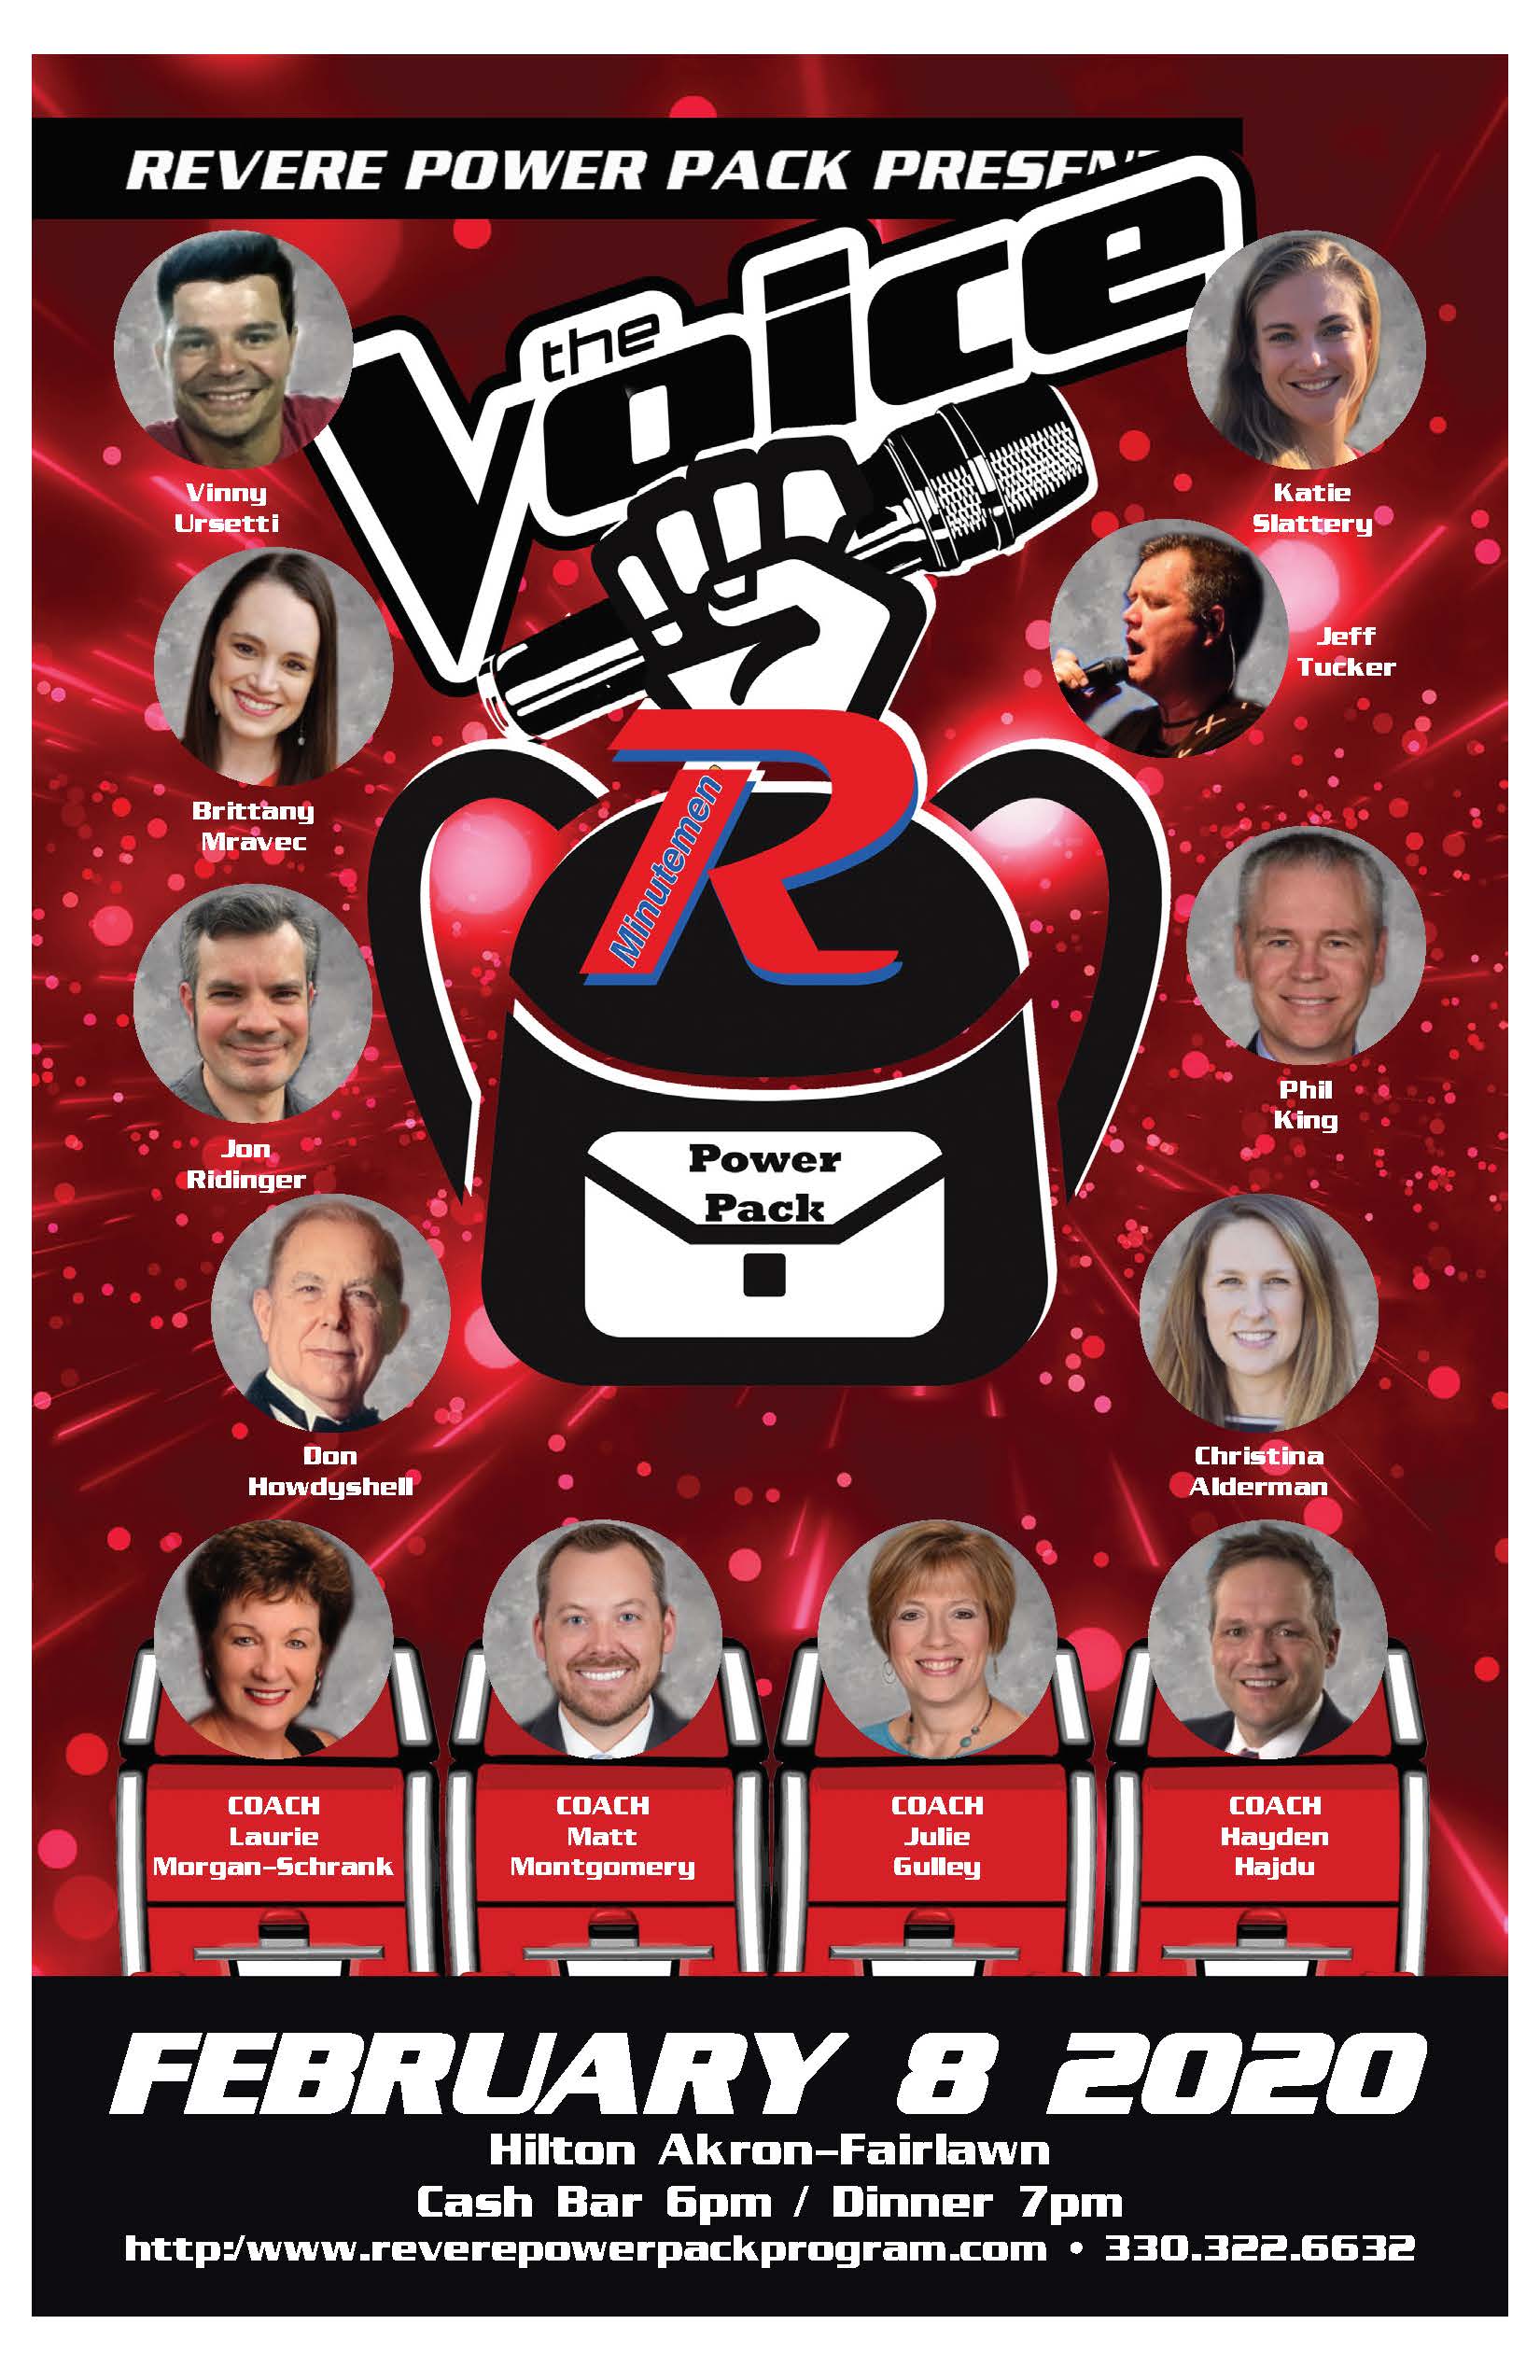 REVERE POWER PACK
the
Voice
Vinny
Ursetti
Katie
Slattery
Jeff
Tucker
Brittany
Mravec
Minutemen
R
Jon
Ridinger
Phil
King
Power
Pack
Don
Howdyshell
Christina
Alderman
COACH
Laurie
Morgan-Schrank
COACH
Matt
Montgomery
COACH
Julie
Gulley
COACH
Hayden
Hajdu
FEBRUARY 8 2020
Hilton Akron-Fairlawn
Cash Bar 6pm / Dinner 7pm
http:/www.reverepowerpackprogram.com • 330.322.6632